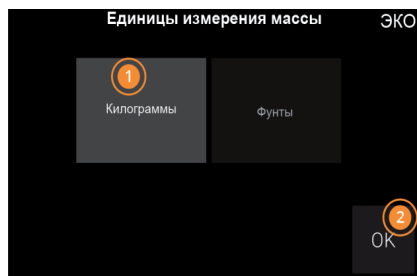 Единицы измерения массы
ЭКО
1
Килограммы
Фунты
2
OK